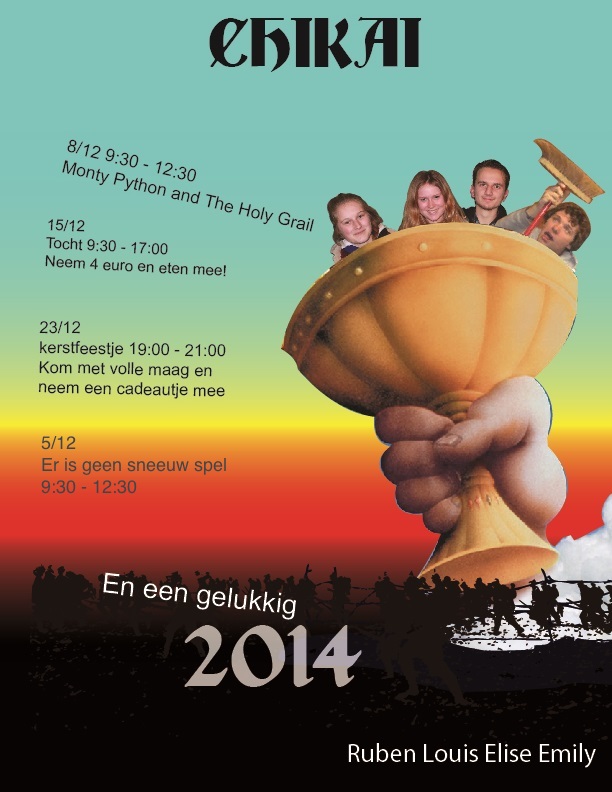 CHIKAI
8/12 9:30 - 12:30
Monty Python and The Holy Grail
15/12
Tocht 9:30 - 17:00
Neem 4 euro en eten mee!
23/12
kerstfeestje 19:00 - 21:00
Kom met volle maag en
neem een cadeautje mee
5/12
Er is geen sneeuw spel
9:30 - 12:30
En een gelukkig
2014
Ruben Louis Elise Emily